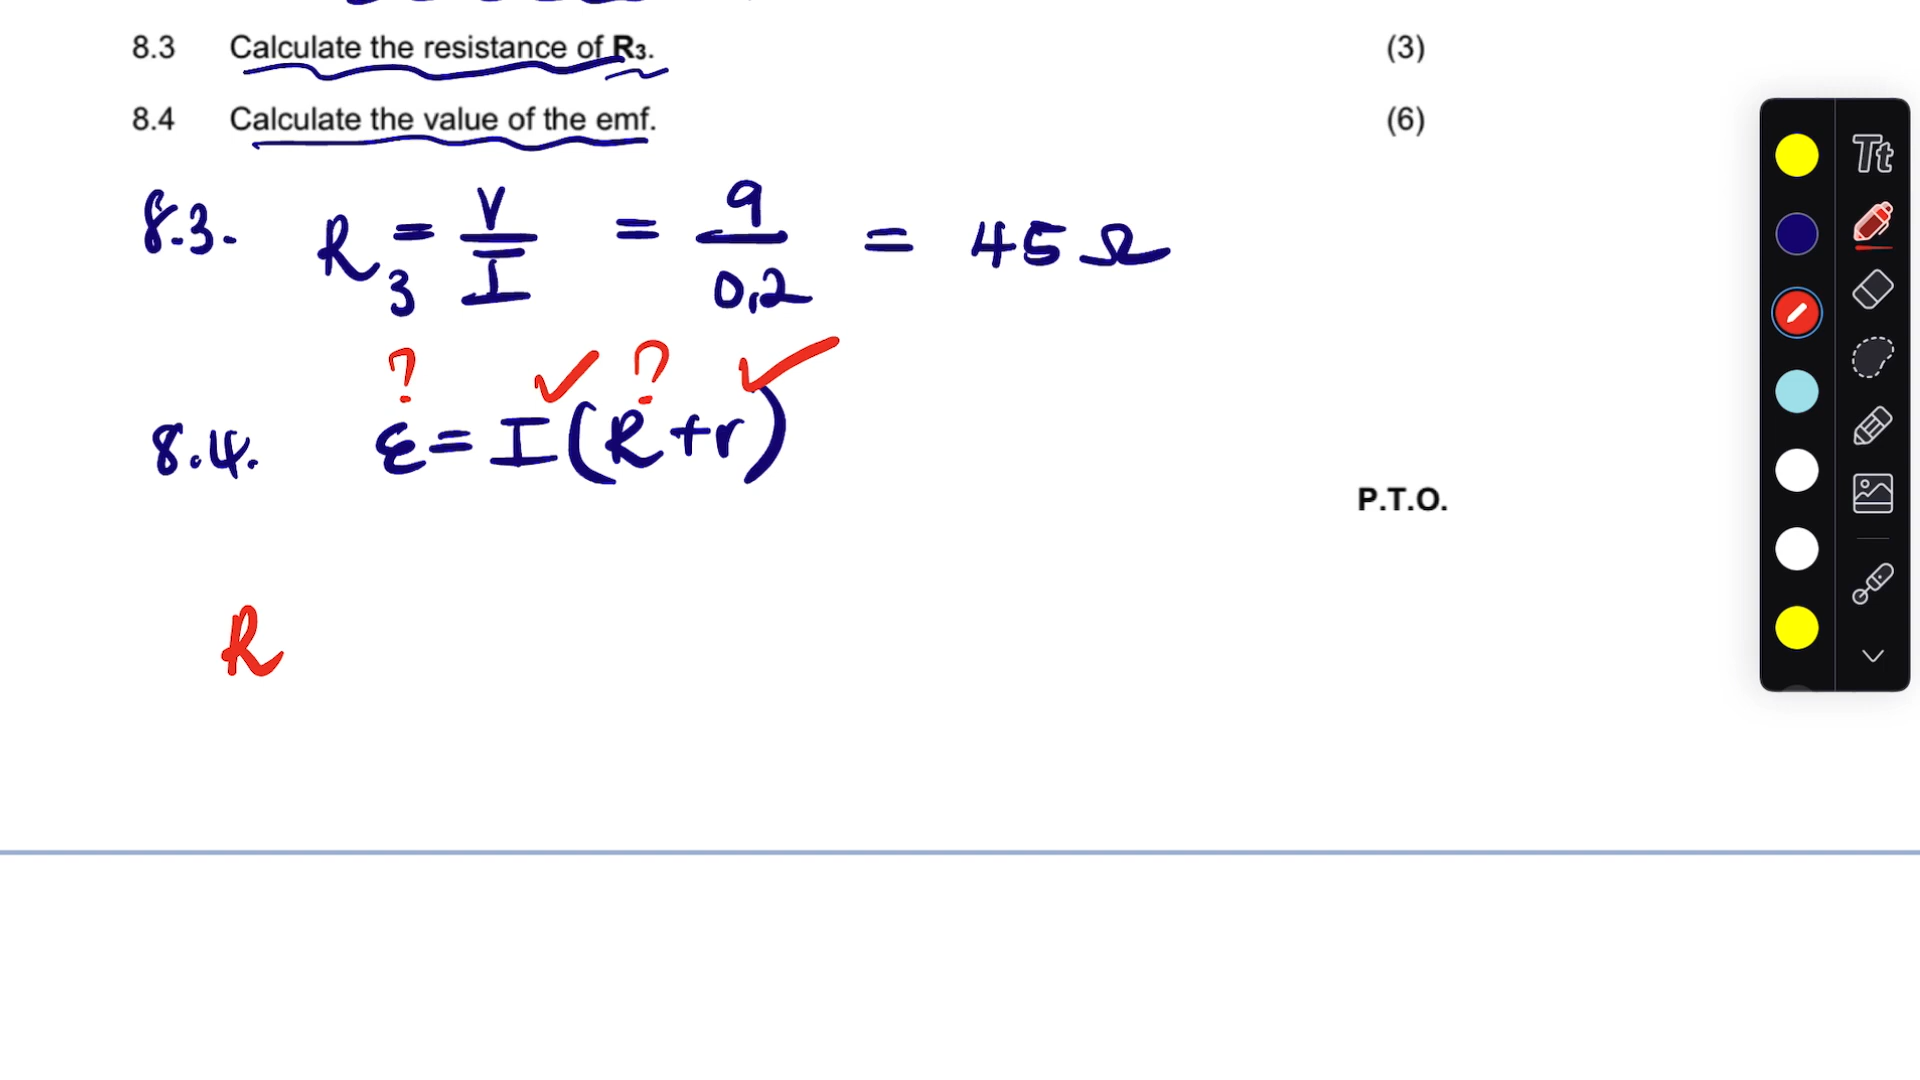 8.3 Calculate the resistance of R3. (3)
8.4 Calculate the value of the emf. (6)
8.3. R3 = V/I = 9/0,2 = 45 Ω
? ✓ ? ✓
8.4. ε = I(R+r)
P.T.O.
R
Tt